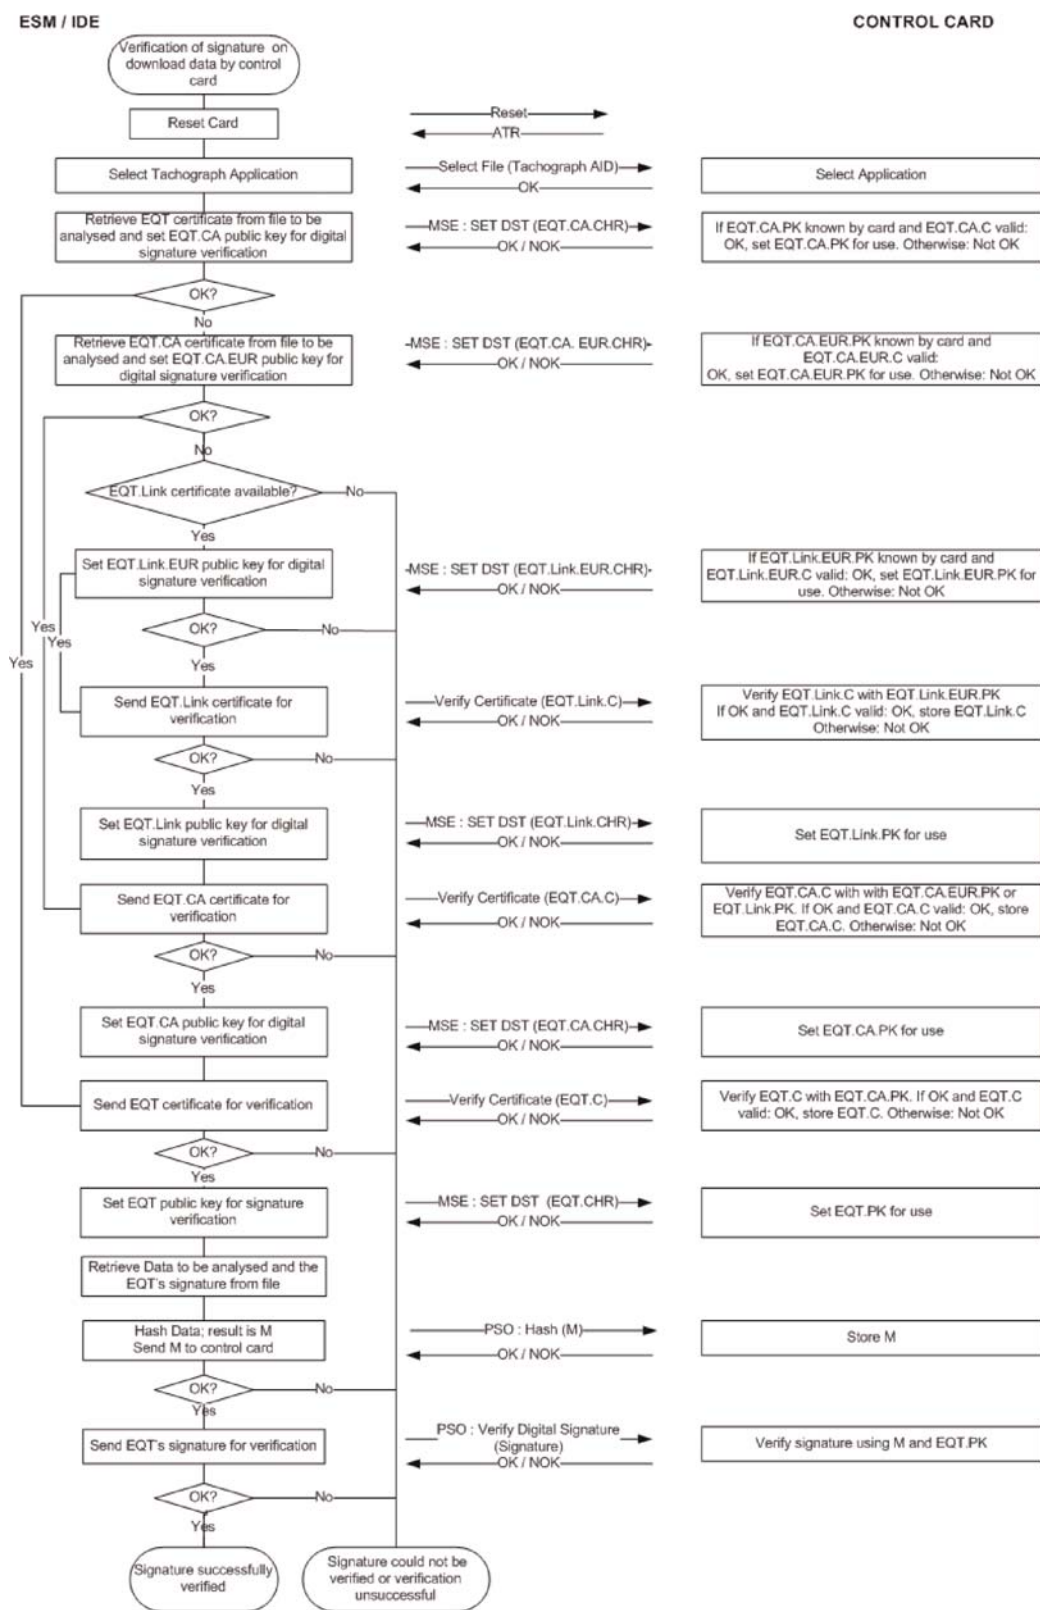 ESM / IDE
CONTROL CARD
Verification of signature on
download data by control
card
Reset Card
Reset
ATR
Select Tachograph Application
Select File (Tachograph AID)
OK
Select Application
Retrieve EQT certificate from file to be
analysed and set EQT.CA public key for digital
signature verification
MSE : SET DST (EQT.CA.CHR)
OK / NOK
If EQT.CA.PK known by card and EQT.CA.C valid:
OK, set EQT.CA.PK for use. Otherwise: Not OK
OK?
No
Retrieve EQT.CA certificate from file to be
analysed and set EQT.CA.EUR public key for
digital signature verification
MSE : SET DST (EQT.CA. EUR.CHR)
OK / NOK
If EQT.CA.EUR.PK known by card and
EQT.CA.EUR.C valid:
OK, set EQT.CA.EUR.PK for use. Otherwise: Not OK
OK?
No
EQT.Link certificate available?
No
Yes
Set EQT.Link.EUR public key for digital
signature verification
MSE : SET DST (EQT.Link.EUR.CHR)
OK / NOK
If EQT.Link.EUR.PK known by card and
EQT.Link.EUR.C valid: OK, set EQT.Link.EUR.PK for
use. Otherwise: Not OK
OK?
No
Yes
Yes
Yes
Yes
Send EQT.Link certificate for
verification
Verify Certificate (EQT.Link.C)
OK / NOK
Verify EQT.Link.C with EQT.Link.EUR.PK
If OK and EQT.Link.C valid: OK, store EQT.Link.C
Otherwise: Not OK
OK?
No
Yes
Set EQT.Link public key for digital
signature verification
MSE : SET DST (EQT.Link.CHR)
OK / NOK
Set EQT.Link.PK for use
Send EQT.CA certificate for
verification
Verify Certificate (EQT.CA.C)
OK / NOK
Verify EQT.CA.C with with EQT.CA.EUR.PK or
EQT.Link.PK. If OK and EQT.CA.C valid: OK, store
EQT.CA.C. Otherwise: Not OK
OK?
No
Yes
Set EQT.CA public key for digital
signature verification
MSE : SET DST (EQT.CA.CHR)
OK / NOK
Set EQT.CA.PK for use
Send EQT certificate for verification
Verify Certificate (EQT.C)
OK / NOK
Verify EQT.C with EQT.CA.PK. If OK and EQT.C
valid: OK, store EQT.C. Otherwise: Not OK
OK?
No
Yes
Set EQT public key for signature
verification
MSE : SET DST (EQT.CHR)
OK / NOK
Set EQT.PK for use
Retrieve Data to be analysed and the
EQT's signature from file
Hash Data; result is M
Send M to control card
PSO : Hash (M)
OK / NOK
Store M
OK?
No
Yes
Send EQT's signature for verification
PSO : Verify Digital Signature
(Signature)
OK / NOK
Verify signature using M and EQT.PK
OK?
No
Yes
Signature successfully
verified
Signature could not be
verified or verification
unsuccessful